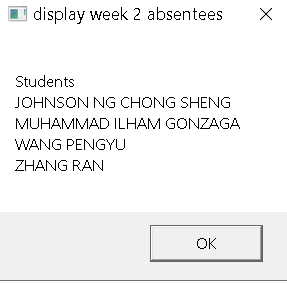 display week 2 absentees
Students
JOHNSON NG CHONG SHENG
MUHAMMAD ILHAM GONZAGA
WANG PENGYU
ZHANG RAN
OK